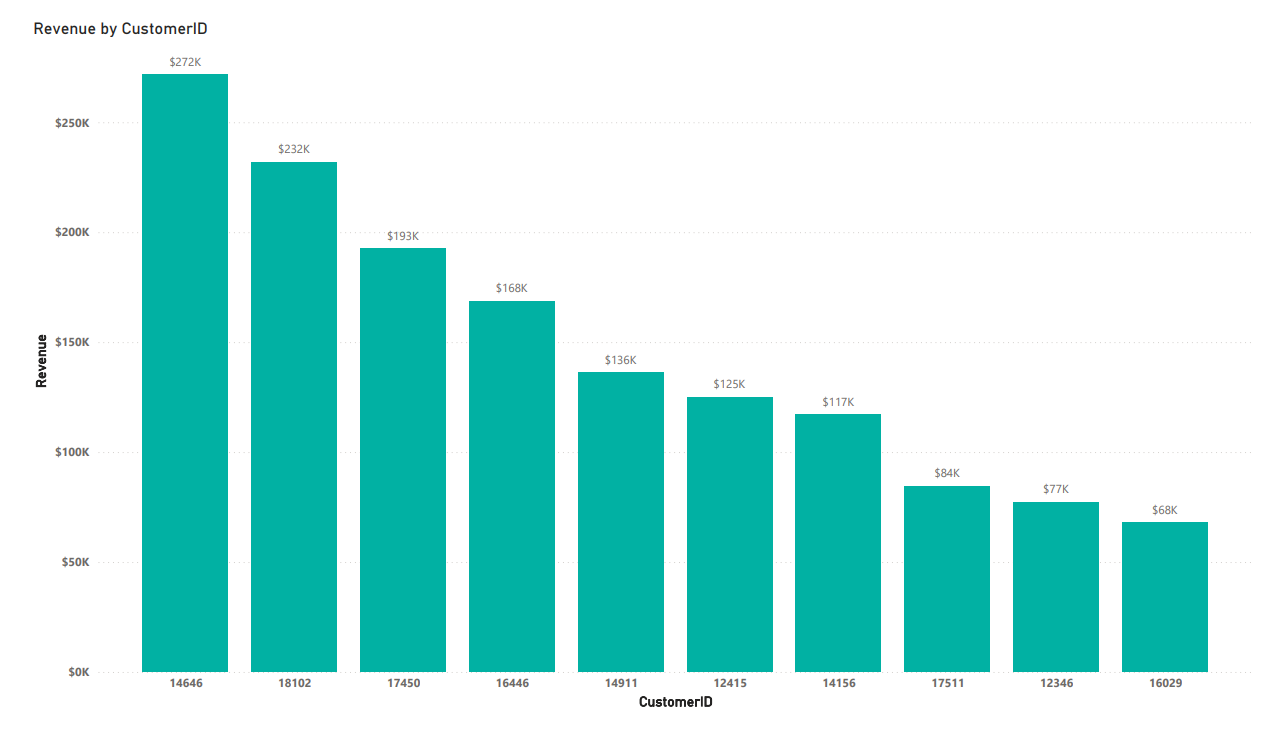 Revenue by CustomerID
$272K
$250K
$232K
$200K
$193K
$168K
$150K
$136K
$125K
$117K
$100K
$84K
$77K
$68K
$50K
$0K
Revenue
14646 18102 17450 16446 14911 12415 14156 17511 12346 16029
CustomerID